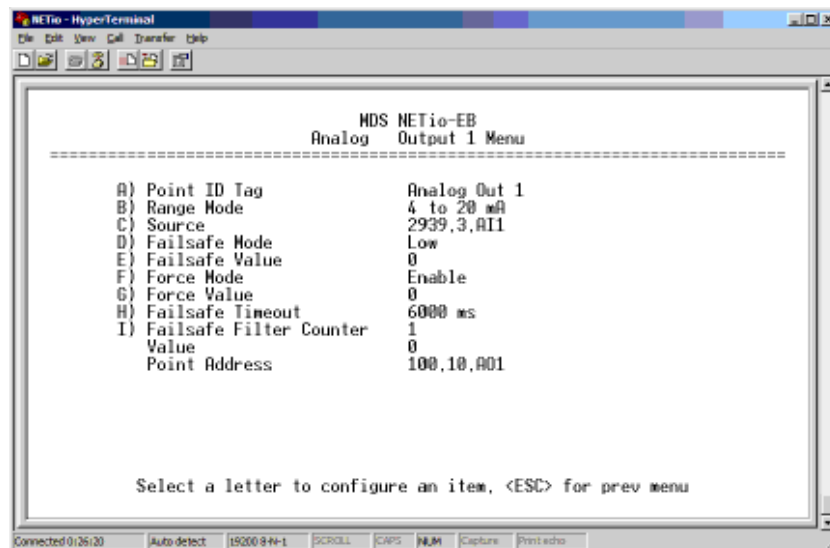 NETio - HyperTerminal
File Edit View Call Transfer Help
MDS NETio-EB
Analog Output 1 Menu
==========================================================================
A) Point ID Tag Analog Out 1
B) Range Mode 4 to 20 mA
C) Source 2939,3,AI1
D) Failsafe Mode Low
E) Failsafe Value 0
F) Force Mode Enable
G) Force Value 0
H) Failsafe Timeout 6000 ms
I) Failsafe Filter Counter 1
Value 0
Point Address 100,10,AO1
Select a letter to configure an item, <ESC> for prev menu
Connected 0:26:20 Auto detect 19200 8-N-1 SCROLL CAPS NUM Capture Print echo